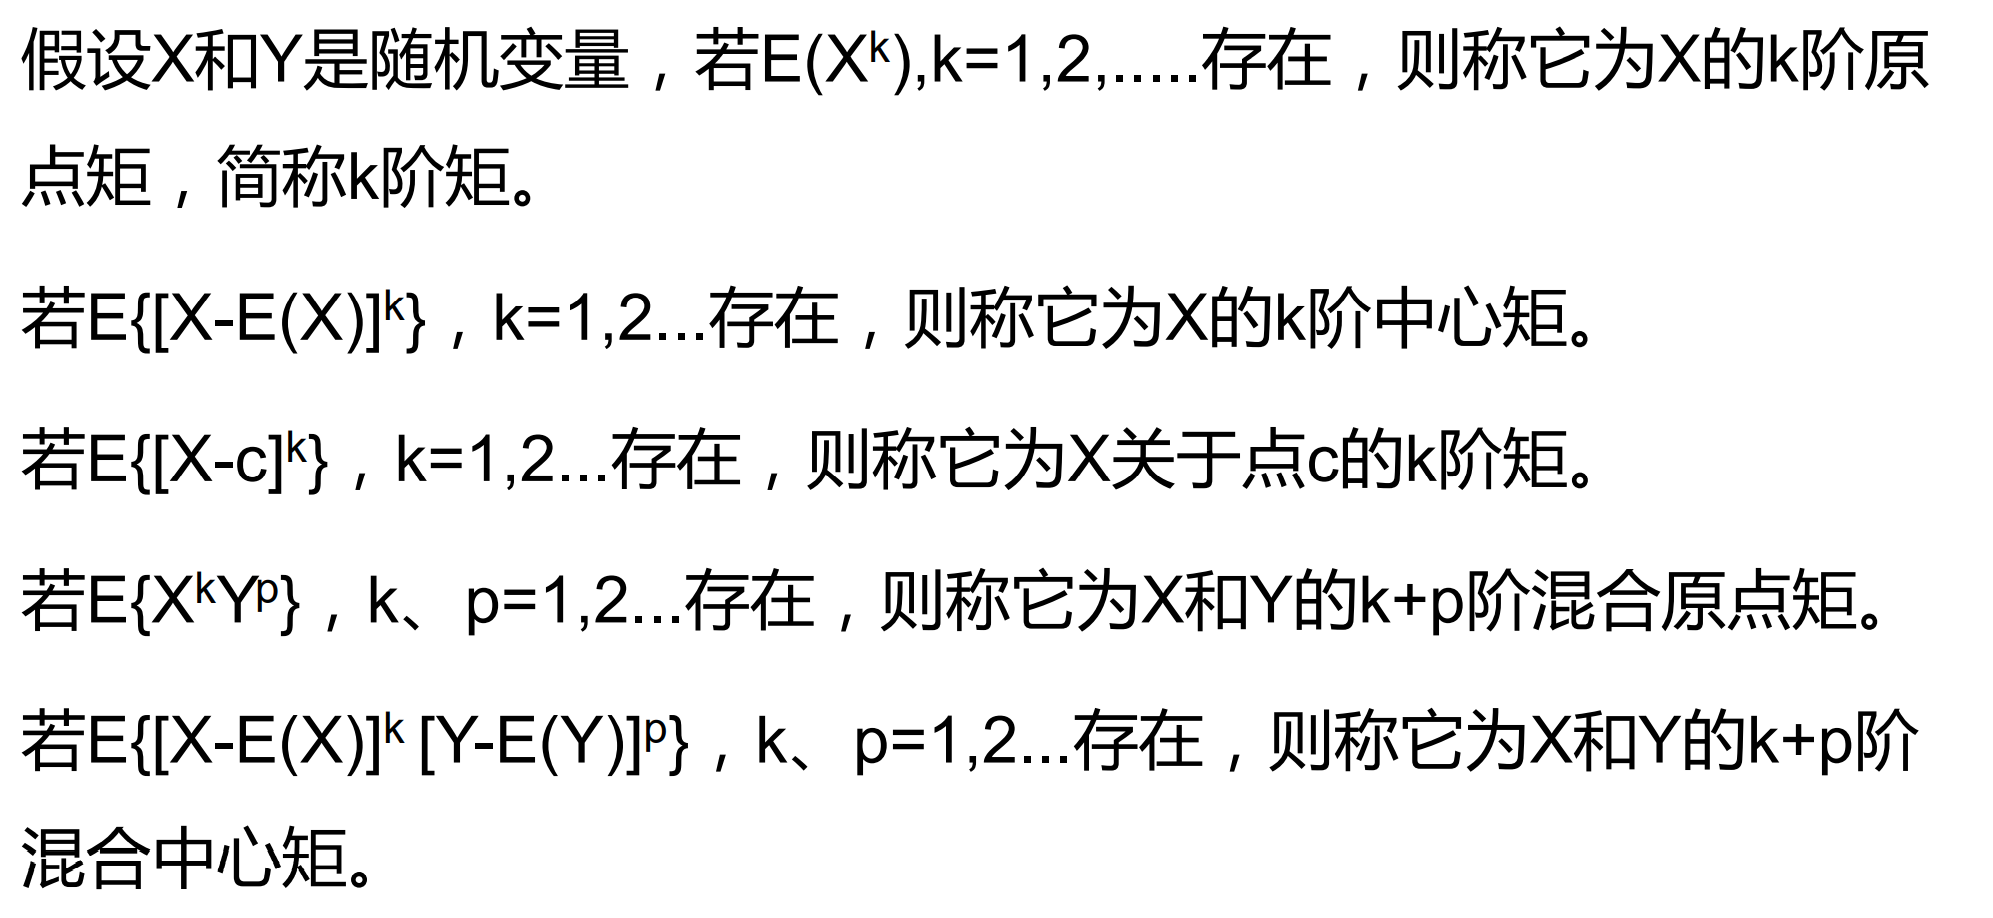 假设X和Y是随机变量，若E(Xᵏ),k=1,2,.....存在，则称它为X的k阶原
点矩，简称k阶矩。
若E{[X-E(X)]ᵏ}，k=1,2...存在，则称它为X的k阶中心矩。
若E{[X-c]ᵏ}，k=1,2...存在，则称它为X关于点c的k阶矩。
若E{XᵏYᵖ}，k、 p=1,2...存在，则称它为X和Y的k+p阶混合原点矩。
若E{[X-E(X)]ᵏ [Y-E(Y)]ᵖ}，k、 p=1,2...存在，则称它为X和Y的k+p阶
混合中心矩。